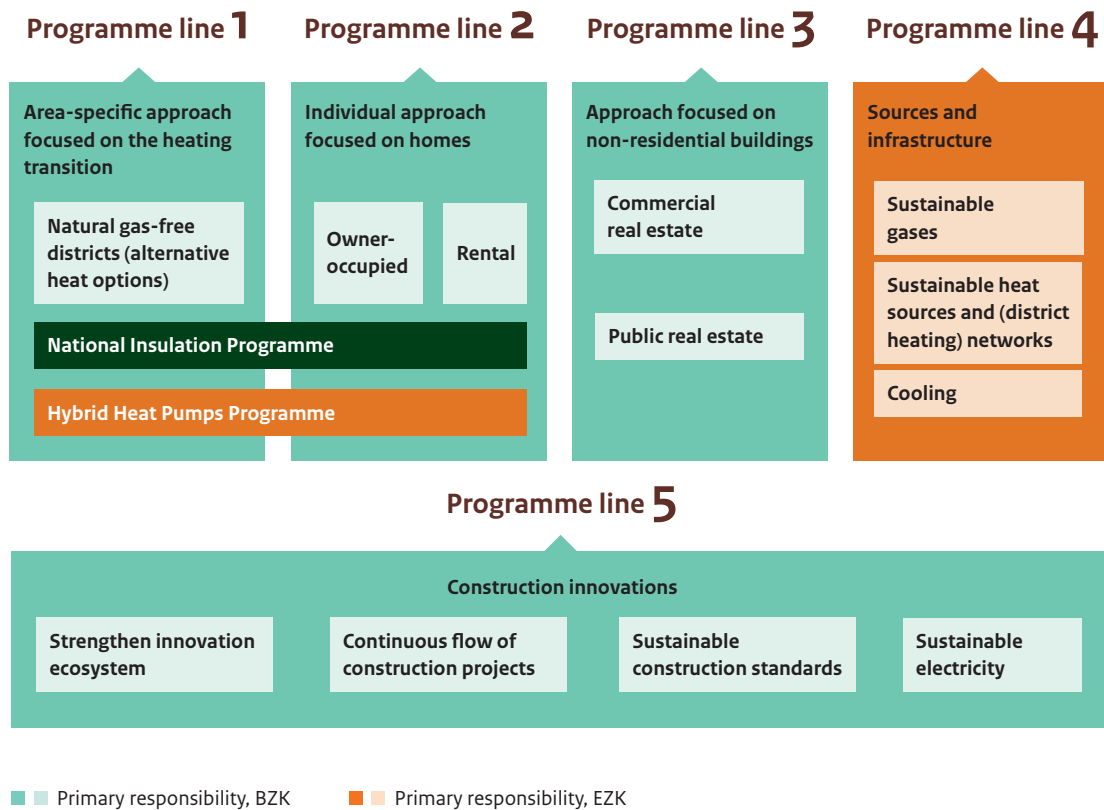 Programme line 1
Programme line 2
Programme line 3
Programme line 4
Area-specific approach
focused on the heating
transition
Natural gas-free
districts (alternative
heat options)
Individual approach
focused on homes
Owner-
occupied
Rental
National Insulation Programme
Hybrid Heat Pumps Programme
Approach focused on
non-residential buildings
Commercial
real estate
Public real estate
Sources and
infrastructure
Sustainable
gases
Sustainable heat
sources and (district
heating) networks
Cooling
Programme line 5
Construction innovations
Strengthen innovation
ecosystem
Continuous flow of
construction projects
Sustainable
construction standards
Sustainable
electricity
Primary responsibility, BZK
Primary responsibility, EZK